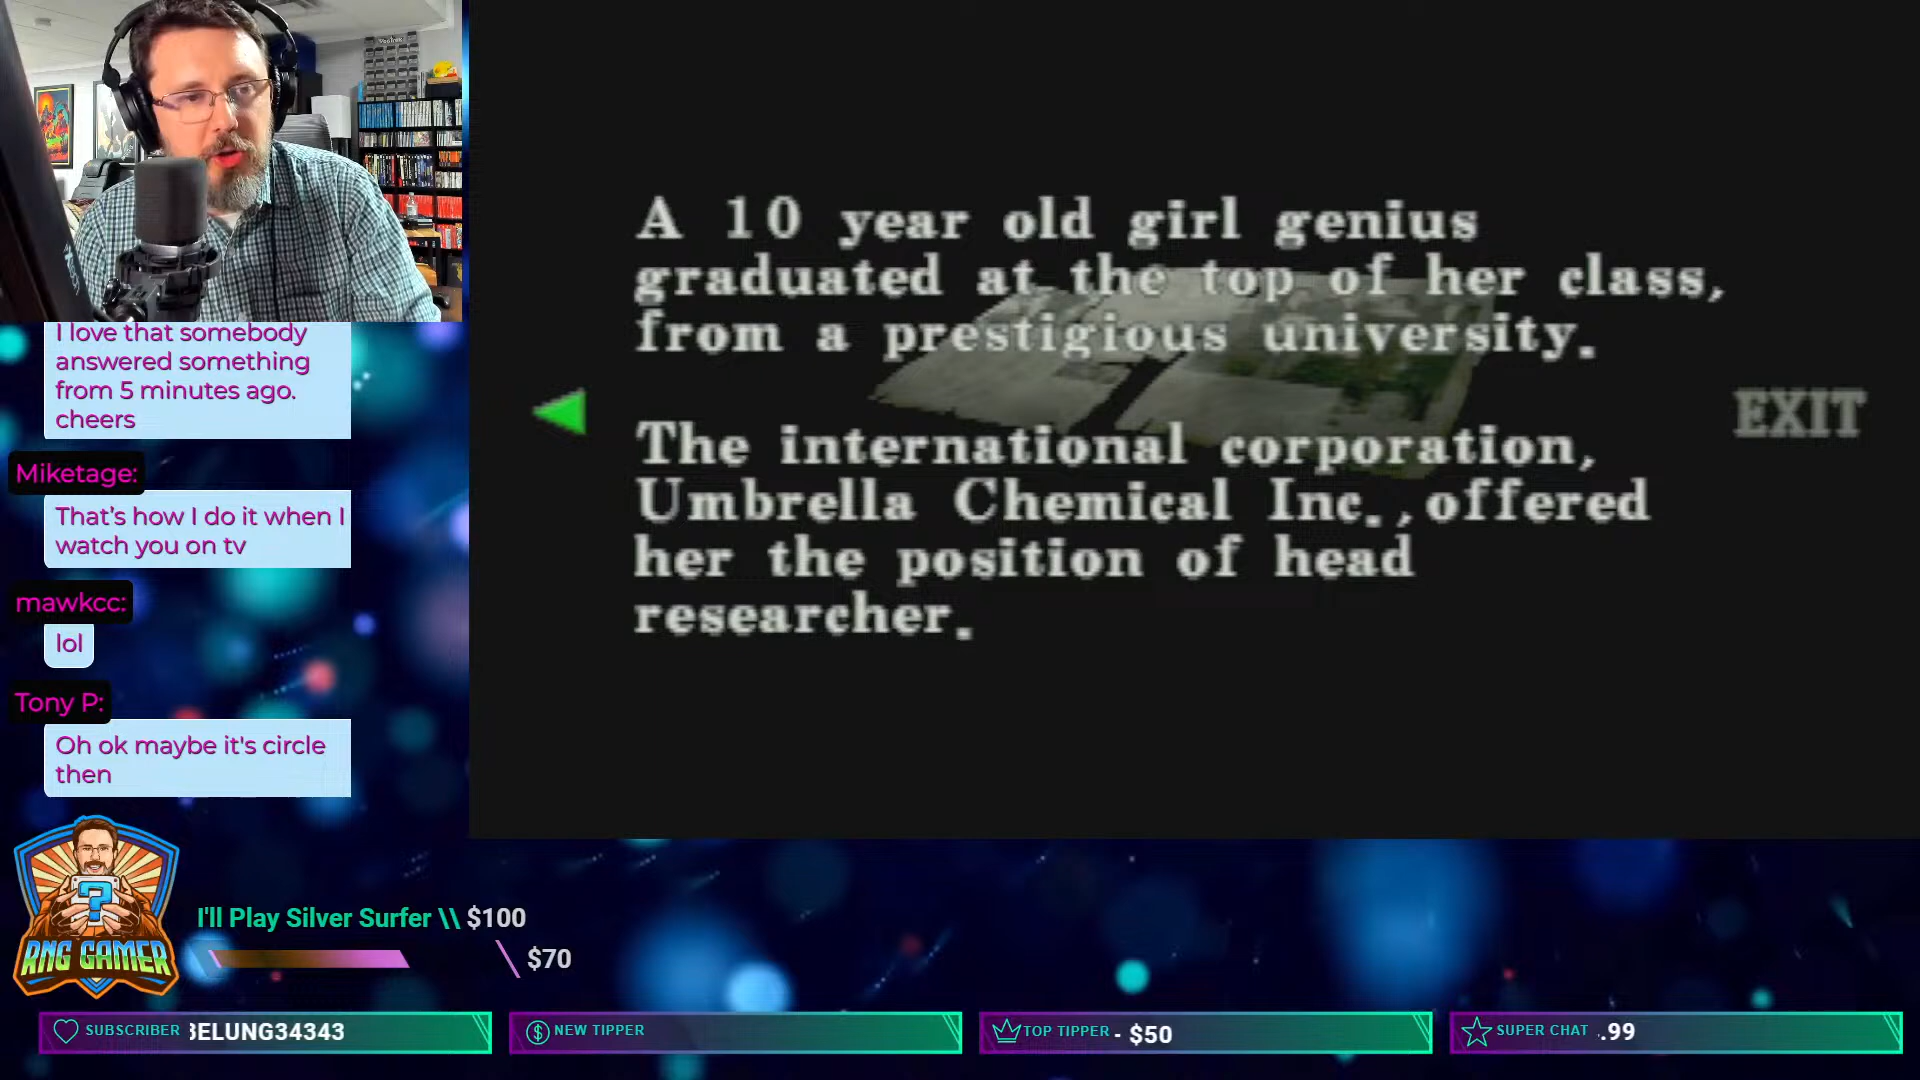 I love that somebody
answered something
from 5 minutes ago.
cheers
Miketage:
That's how I do it when I
watch you on tv
mawkcc:
lol
Tony P:
Oh ok maybe it's circle
then
A 10 year old girl genius
graduated at the top of her class,
from a prestigious university.
The international corporation,
Umbrella Chemical Inc.,offered
her the position of head
researcher.
EXIT
?
RNG GAMER
I'll Play Silver Surfer \\ $100
$70
SUBSCRIBER BELUNG34343
NEW TIPPER
TOP TIPPER - $50
SUPER CHAT .99